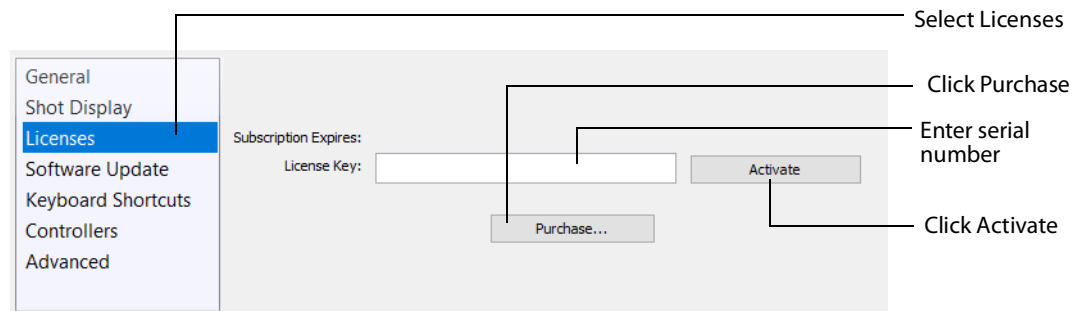 Select Licenses
General
Click Purchase
Shot Display
Licenses
Subscription Expires:
Enter serial
number
Software Update
License Key:
Activate
Keyboard Shortcuts
Controllers
Purchase...
Click Activate
Advanced